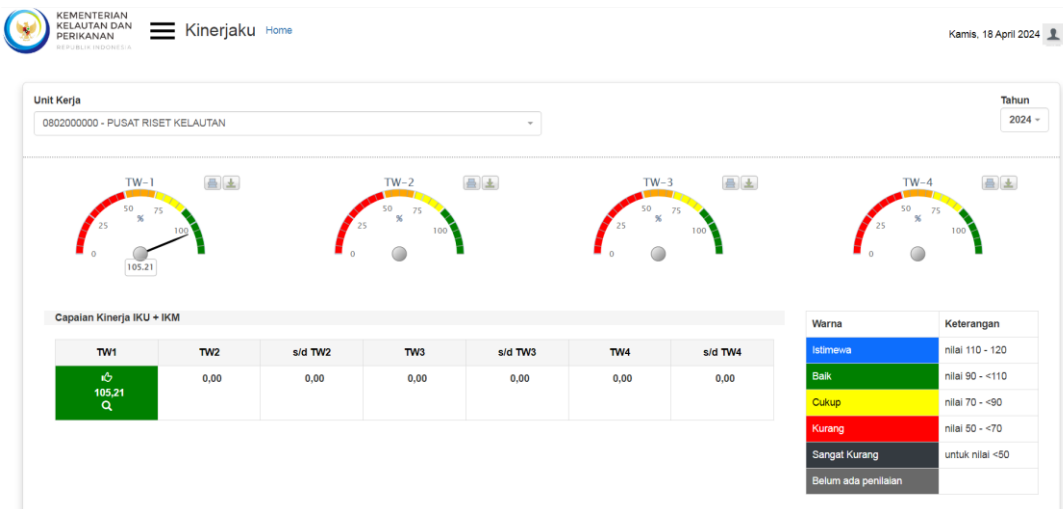 KEMENTERIAN
KELAUTAN DAN
PERIKANAN
REPUBLIK INDONESIA
Kinerjaku Home
Kamis, 18 April 2024
Unit Kerja
Tahun
0802000000 - PUSAT RISET KELAUTAN
2024
TW-1
0
25
50
75
100
%
105.21
TW-2
0
25
50
75
100
%
TW-3
0
25
50
75
100
%
TW-4
0
25
50
75
100
%
Capaian Kinerja IKU + IKM
TW1 TW2 s/d TW2 TW3 s/d TW3 TW4 s/d TW4
105,21 0,00 0,00 0,00 0,00 0,00 0,00
Warna Keterangan
Istimewa nilai 110 - 120
Baik nilai 90 - <110
Cukup nilai 70 - <90
Kurang nilai 50 - <70
Sangat Kurang untuk nilai <50
Belum ada penilaian